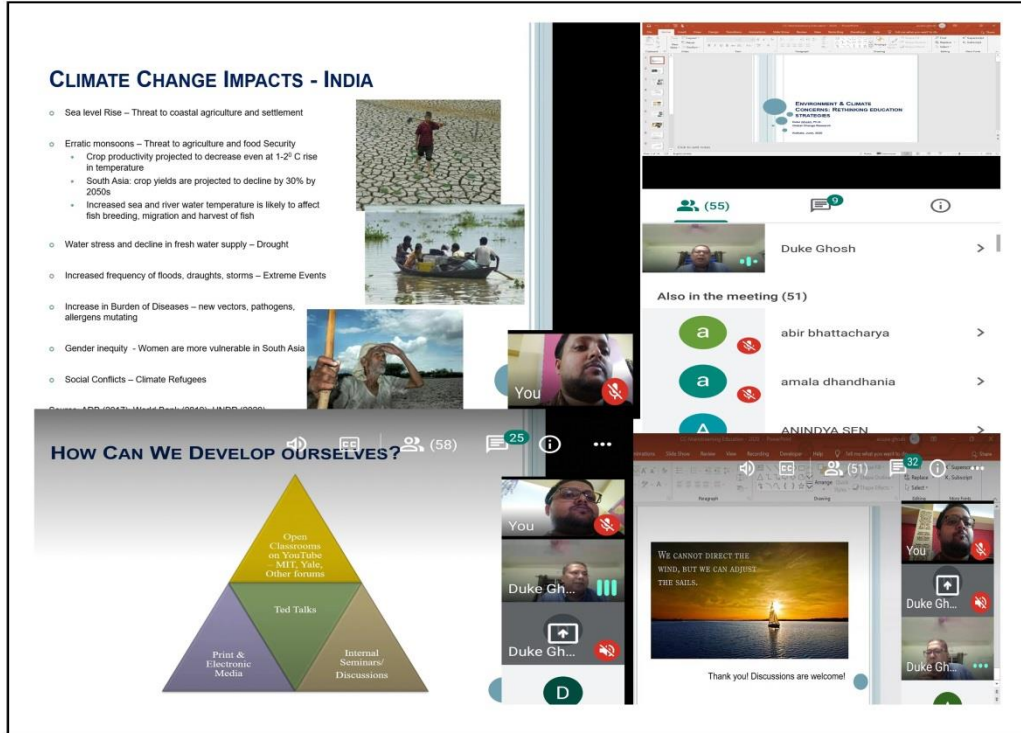 CLIMATE CHANGE IMPACTS - INDIA
Sea level Rise – Threat to coastal agriculture and settlement
Erratic monsoons – Threat to agriculture and food Security
Crop productivity projected to decrease even at 1-2⁰ C rise
in temperature
South Asia: crop yields are projected to decline by 30% by
2050s
Increased sea and river water temperature is likely to affect
fish breeding, migration and harvest of fish
Water stress and decline in fresh water supply – Drought
Increased frequency of floods, draughts, storms – Extreme Events
Increase in Burden of Diseases – new vectors, pathogens,
allergens mutating
Gender inequity - Women are more vulnerable in South Asia
Social Conflicts – Climate Refugees
You
ENVIRONMENT & CLIMATE
CONCERNS: RETHINKING EDUCATION
STRATEGIES
(55)
9
Duke Ghosh
Also in the meeting (51)
a
abir bhattacharya
a
amala dhandhania
A
ANINDYA SEN
HOW CAN WE DEVELOP OURSELVES?
(58)
25
Open
Classrooms
on YouTube
– MIT, Yale,
Other forums
Ted Talks
Print &
Electronic
Media
Internal
Seminars/
Discussions
You
Duke Gh...
Duke Gh...
D
(51)
32
Paragraph
Drawing
WE CANNOT DIRECT THE
WIND, BUT WE CAN ADJUST
THE SAILS.
Thank you! Discussions are welcome!
You
Duke Gh...
Duke Gh...